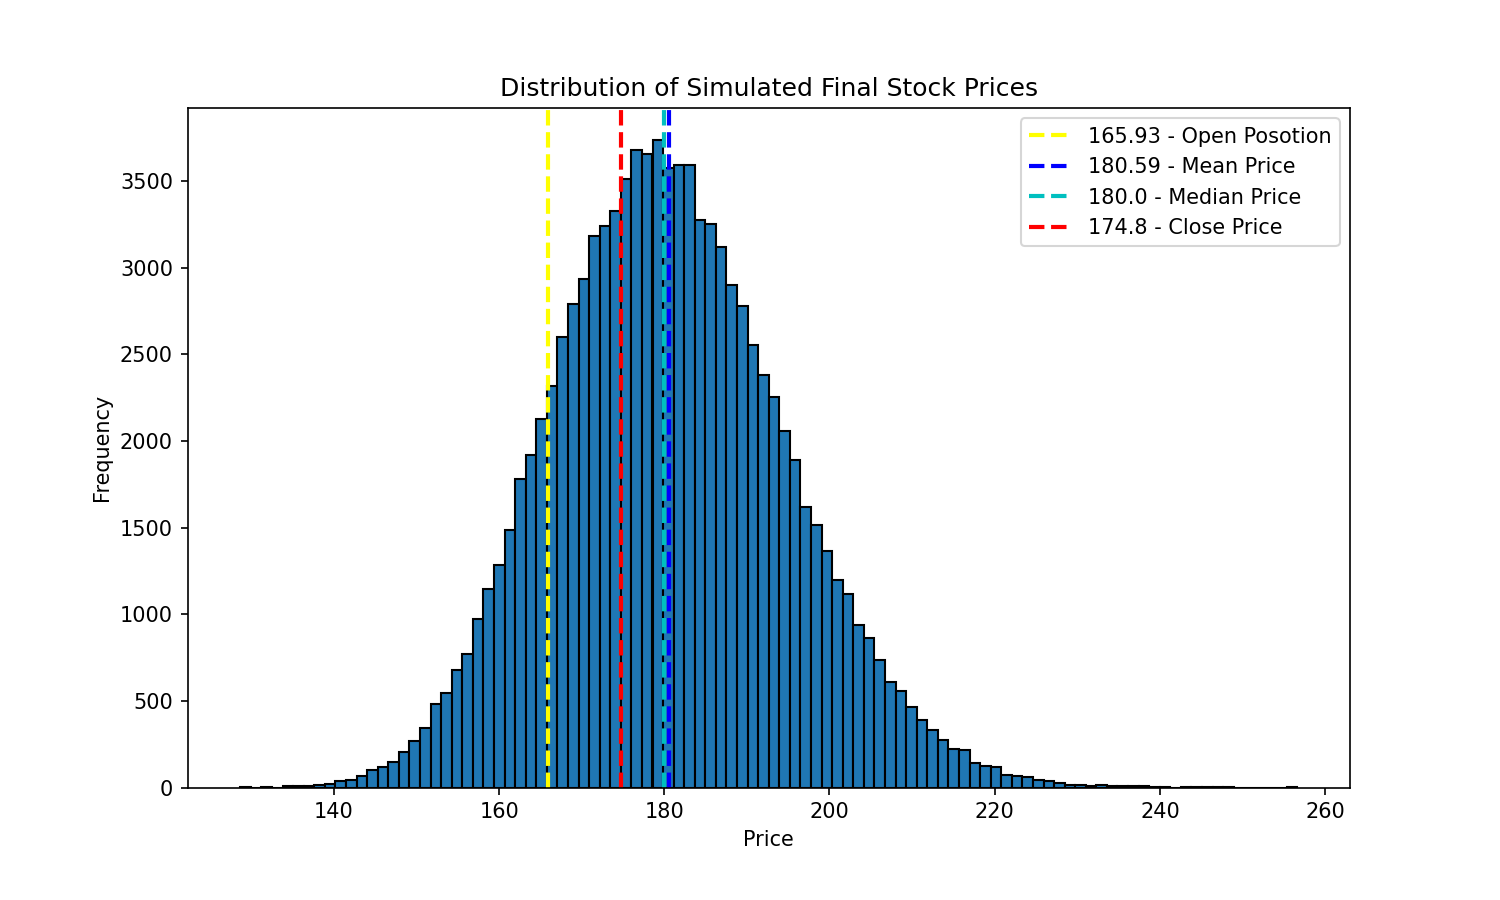 Distribution of Simulated Final Stock Prices
165.93 - Open Posotion
180.59 - Mean Price
180.0 - Median Price
174.8 - Close Price
Frequency
3500
3000
2500
2000
1500
1000
500
0
140 160 180 200 220 240 260
Price